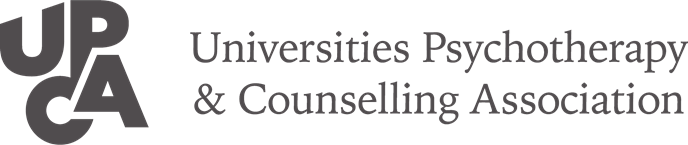 UP
CA
Universities Psychotherapy
& Counselling Association